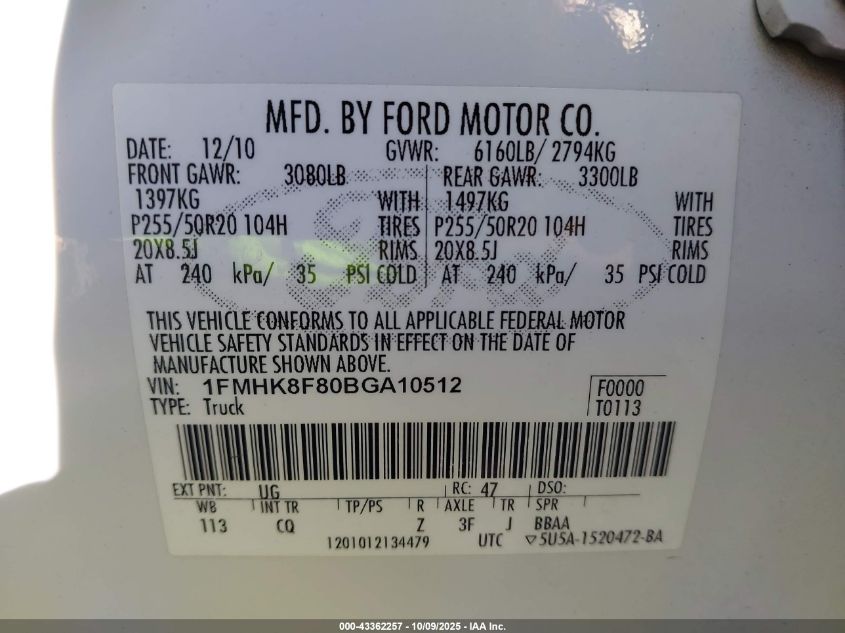 MFD. BY FORD MOTOR CO.
DATE: 12/10 GVWR: 6160LB/ 2794KG
FRONT GAWR: 3080LB REAR GAWR: 3300LB
1397KG WITH 1497KG WITH
P255/50R20 104H TIRES P255/50R20 104H TIRES
20X8.5J RIMS 20X8.5J RIMS
AT 240 kPa/ 35 PSI COLD AT 240 kPa/ 35 PSI COLD
THIS VEHICLE CONFORMS TO ALL APPLICABLE FEDERAL MOTOR
VEHICLE SAFETY STANDARDS IN EFFECT ON THE DATE OF
MANUFACTURE SHOWN ABOVE.
VIN: 1FMHK8F80BGA10512 F0000
TYPE: Truck T0113
EXT PNT: UG RC: 47 DSO:
WB INT TR TP/PS R AXLE TR SPR
113 CQ Z 3F J BBAA
1201012134479 UTC ▽5U5A-1520472-BA
000-43362257 - 10/09/2025 - IAA Inc.